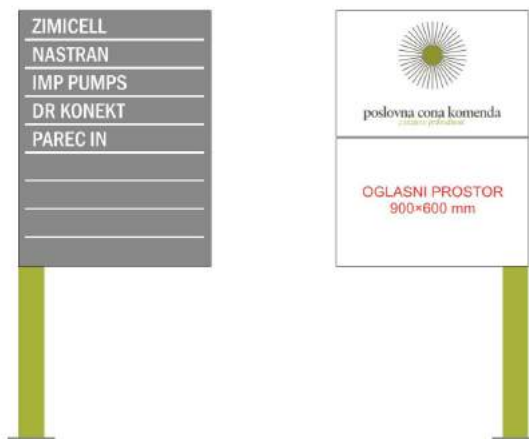 ZIMICELL
NASTRAN
IMP PUMPS
DR KONEKT
PAREC IN
poslovna cona komenda
OGLASNI PROSTOR
900×600 mm